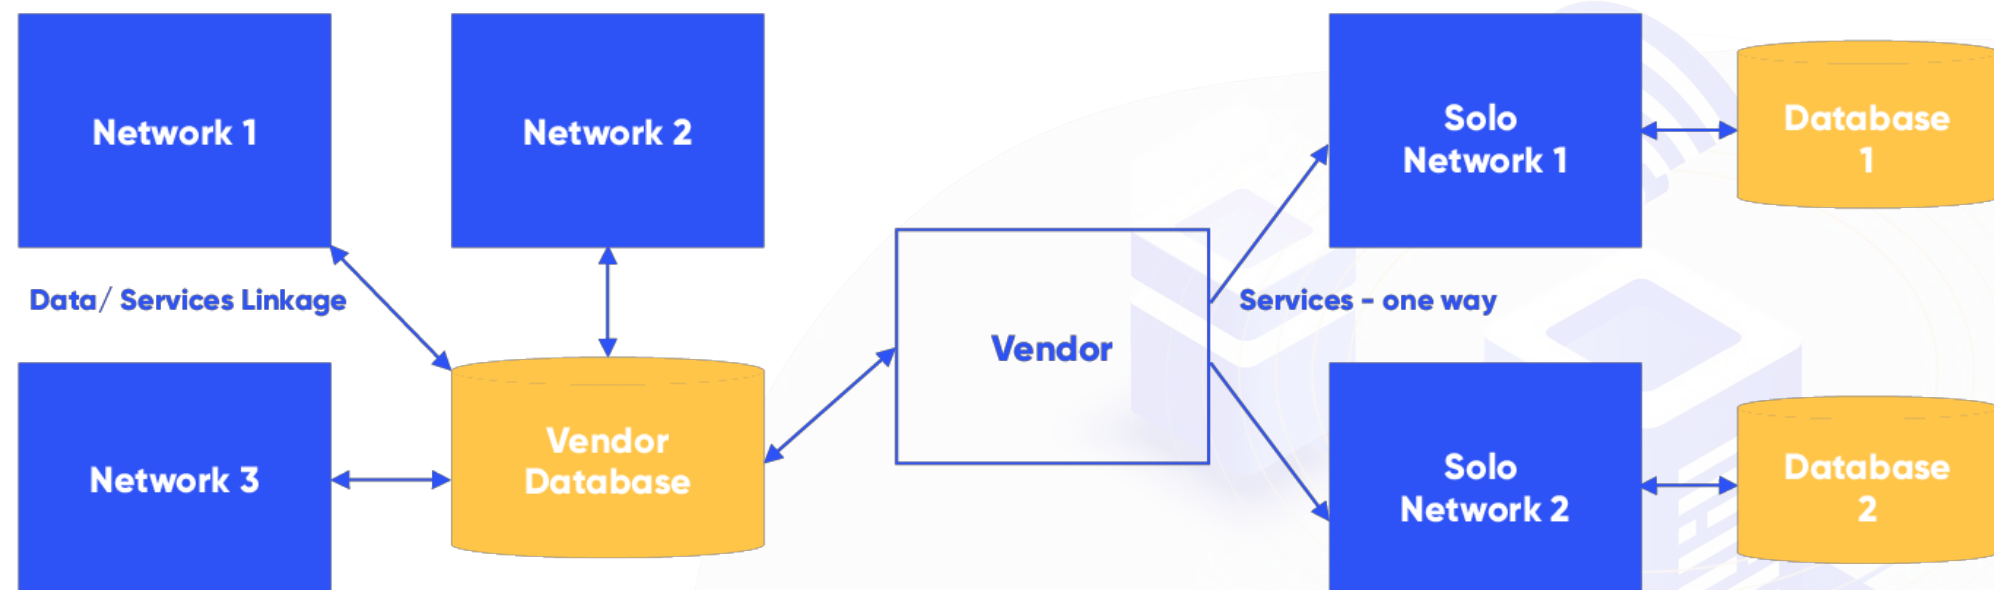 Network 1
Network 2
Solo
Network 1
Database
1
Data/ Services Linkage
Services - one way
Vendor
Network 3
Vendor
Database
Solo
Network 2
Database
2